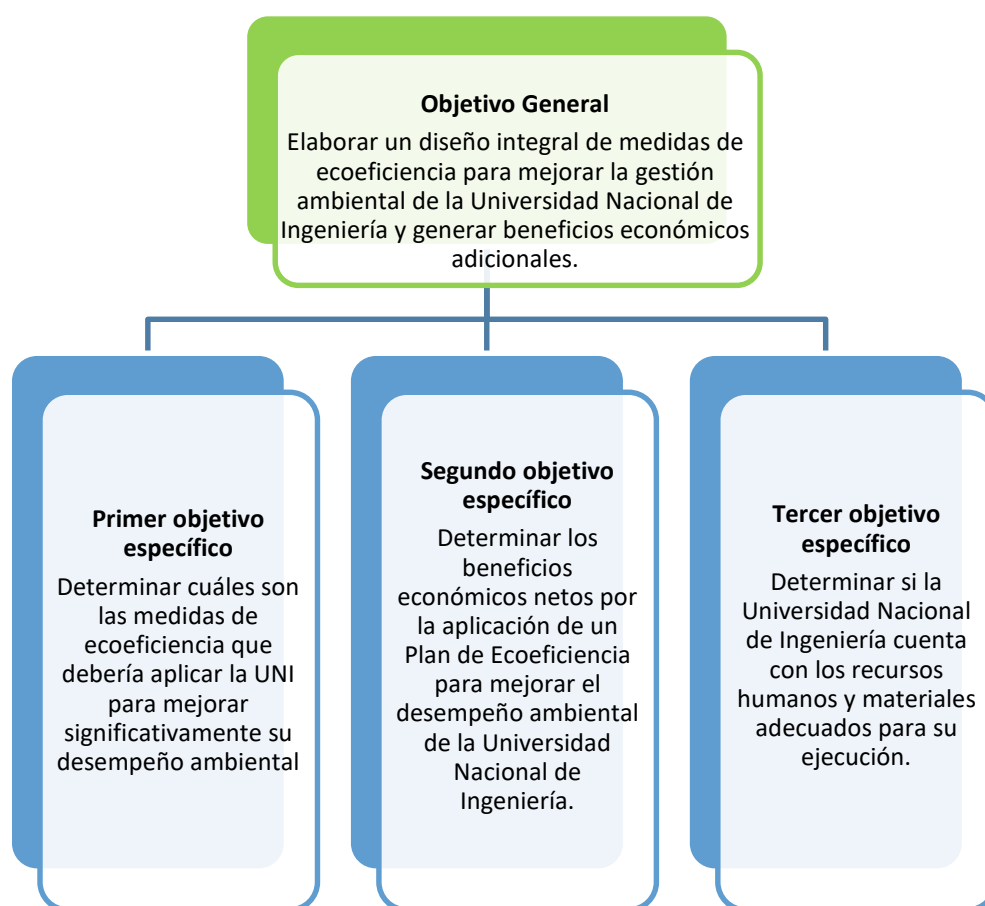 Objetivo General
Elaborar un diseño integral de medidas de
ecoeficiencia para mejorar la gestión
ambiental de la Universidad Nacional de
Ingeniería y generar beneficios económicos
adicionales.
Primer objetivo
específico
Determinar cuáles son
las medidas de
ecoeficiencia que
debería aplicar la UNI
para mejorar
significativamente su
desempeño ambiental
Segundo objetivo
específico
Determinar los
beneficios
económicos netos por
la aplicación de un
Plan de Ecoeficiencia
para mejorar el
desempeño ambiental
de la Universidad
Nacional de
Ingeniería.
Tercer objetivo
específico
Determinar si la
Universidad Nacional
de Ingeniería cuenta
con los recursos
humanos y materiales
adecuados para su
ejecución.